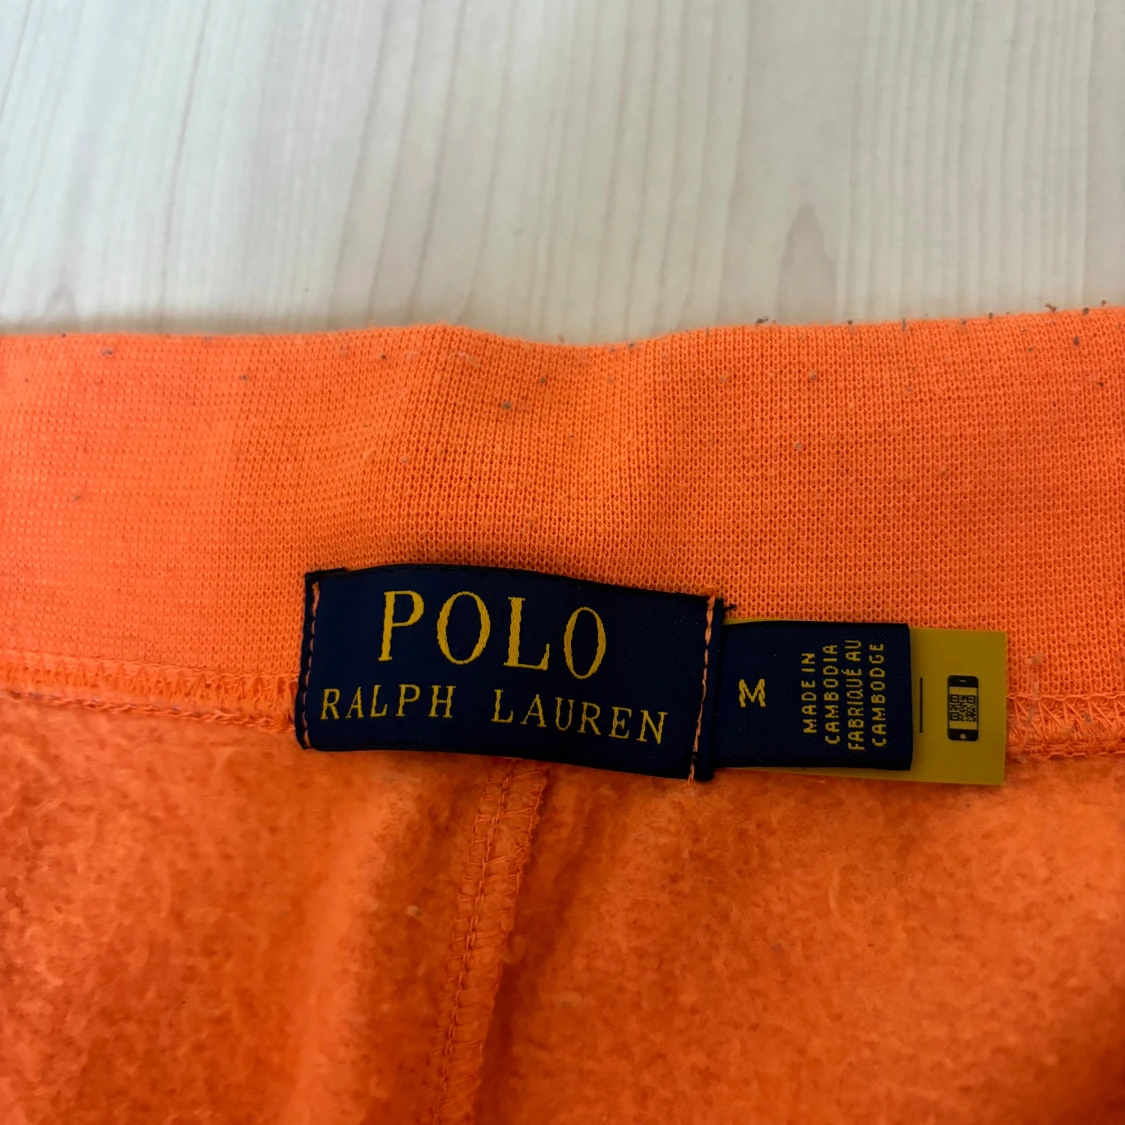 POLO
RALPH LAUREN
M
MADE IN
CAMBODIA
FABRIQUÉ AU
CAMBODGE